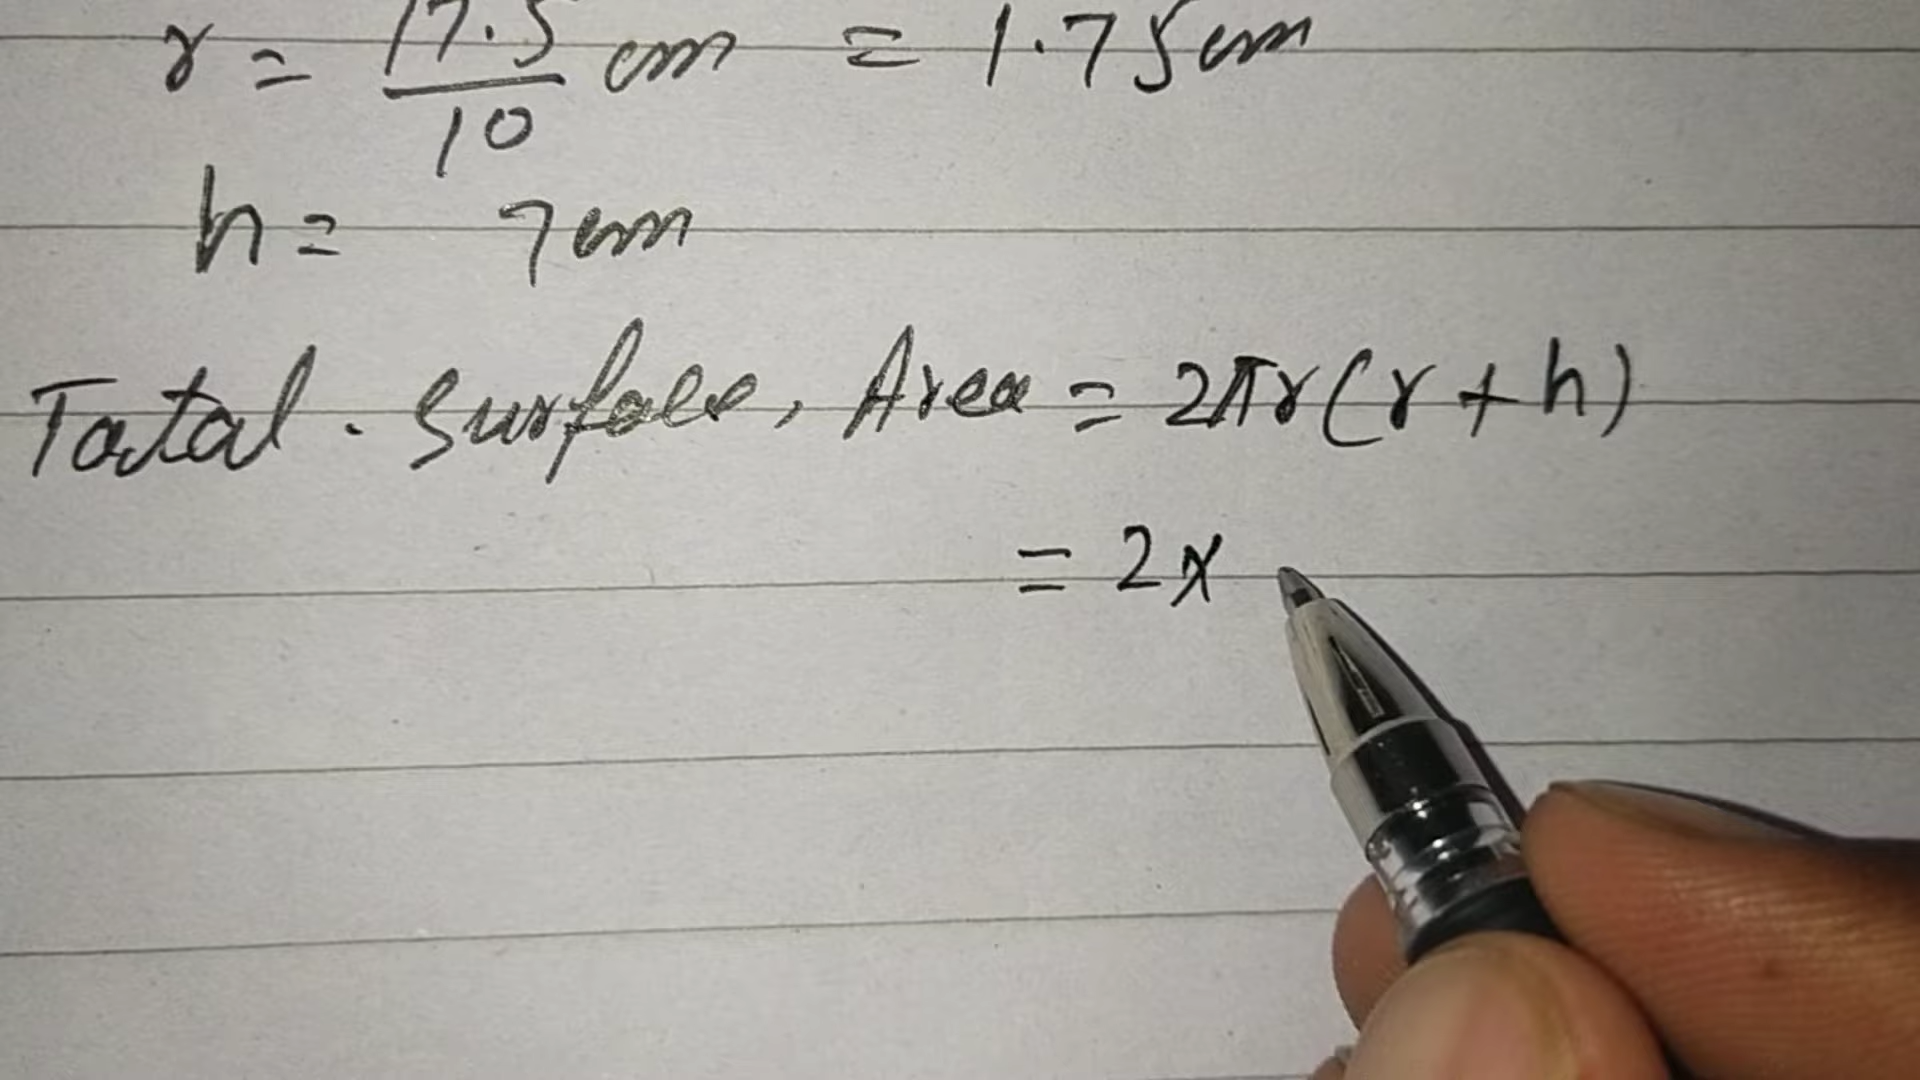 r = 17.5/10 cm = 1.75cm
h = 7cm
Total . Surface, Area = 2πr(r + h)
= 2×